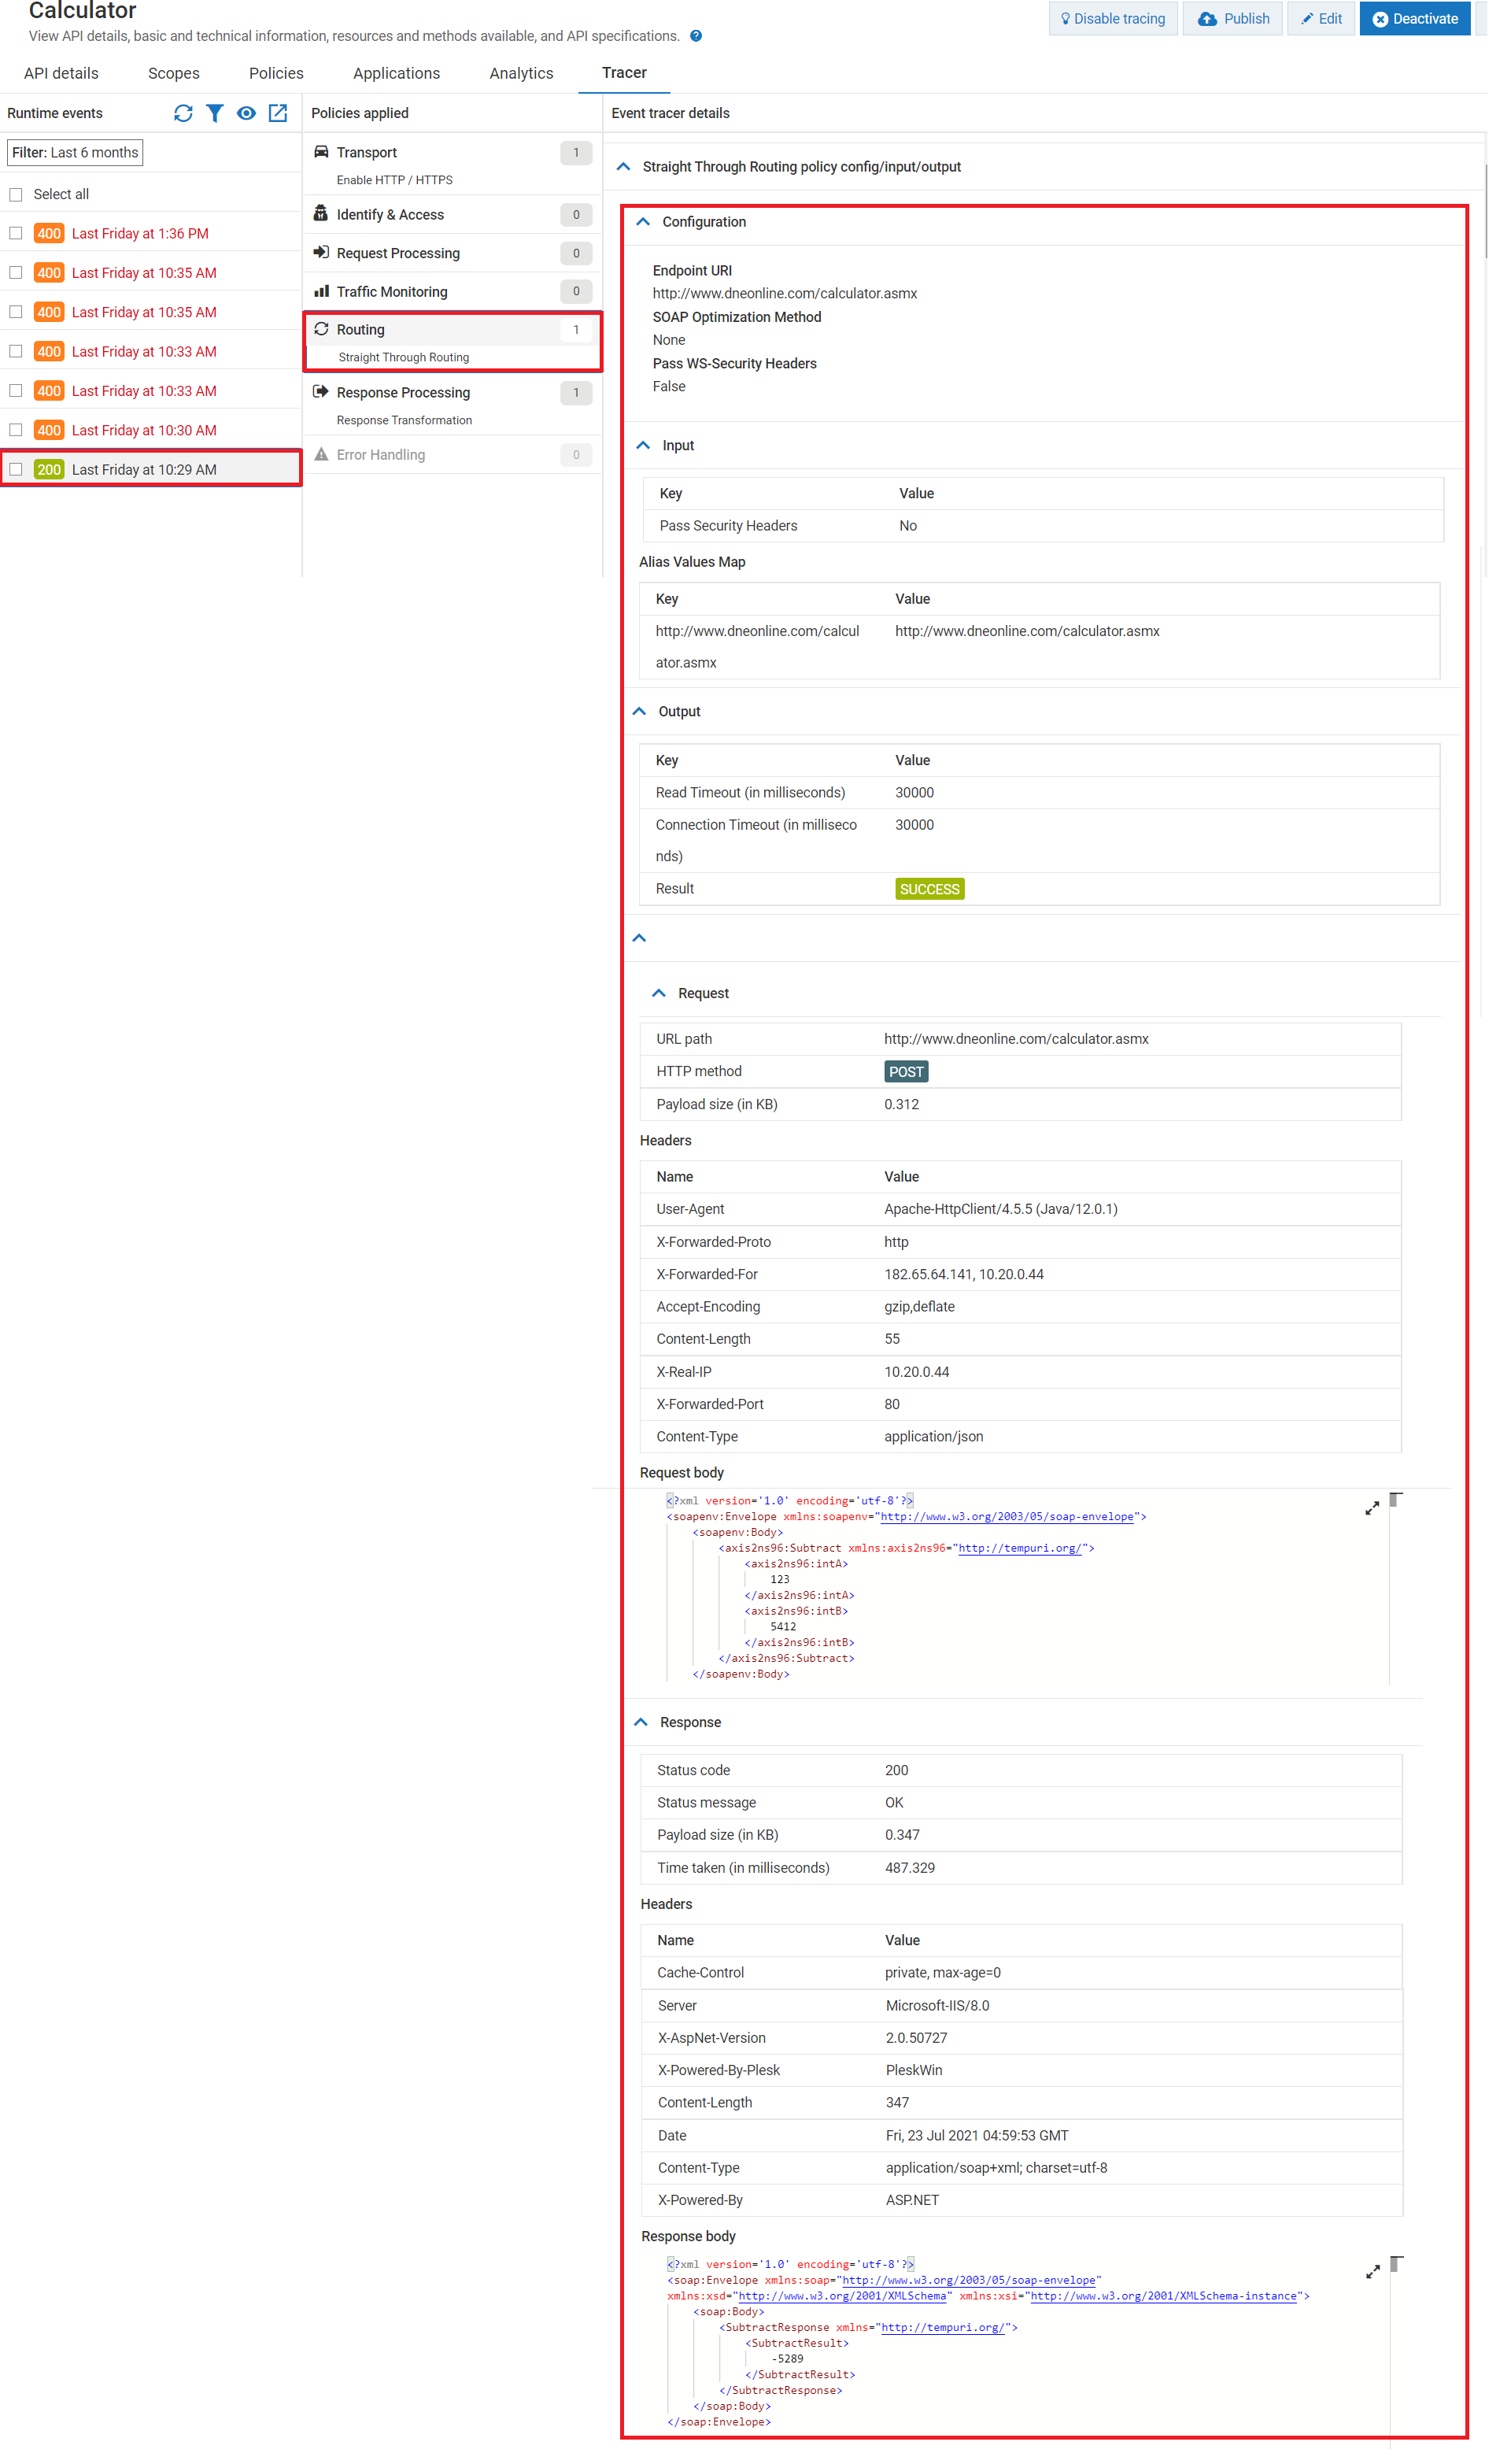 Calculator
View API details, basic and technical information, resources and methods available, and API specifications.
Disable tracing
Publish
Edit
Deactivate
API details
Scopes
Policies
Applications
Analytics
Tracer
Runtime events
Filter: Last 6 months
Select all
400 Last Friday at 1:36 PM
400 Last Friday at 10:35 AM
400 Last Friday at 10:35 AM
400 Last Friday at 10:33 AM
400 Last Friday at 10:33 AM
400 Last Friday at 10:30 AM
200 Last Friday at 10:29 AM
Policies applied
Transport 1
Enable HTTP / HTTPS
Identify & Access 0
Request Processing 0
Traffic Monitoring 0
Routing 1
Straight Through Routing
Response Processing 1
Response Transformation
Error Handling 0
Event tracer details
Straight Through Routing policy config/input/output
Configuration
Endpoint URI
http://www.dneonline.com/calculator.asmx
SOAP Optimization Method
None
Pass WS-Security Headers
False
Input
Key Value
Pass Security Headers No
Alias Values Map
Key Value
http://www.dneonline.com/calcul http://www.dneonline.com/calculator.asmx
ator.asmx
Output
Key Value
Read Timeout (in milliseconds) 30000
Connection Timeout (in milliseco 30000
nds)
Result SUCCESS
Request
URL path http://www.dneonline.com/calculator.asmx
HTTP method POST
Payload size (in KB) 0.312
Headers
Name Value
User-Agent Apache-HttpClient/4.5.5 (Java/12.0.1)
X-Forwarded-Proto http
X-Forwarded-For 182.65.64.141, 10.20.0.44
Accept-Encoding gzip,deflate
Content-Length 55
X-Real-IP 10.20.0.44
X-Forwarded-Port 80
Content-Type application/json
Request body
<?xml version='1.0' encoding='utf-8'?>
<soapenv:Envelope xmlns:soapenv="http://www.w3.org/2003/05/soap-envelope">
<soapenv:Body>
<axis2ns96:Subtract xmlns:axis2ns96="http://tempuri.org/">
<axis2ns96:intA>
123
</axis2ns96:intA>
<axis2ns96:intB>
5412
</axis2ns96:intB>
</axis2ns96:Subtract>
</soapenv:Body>
Response
Status code 200
Status message OK
Payload size (in KB) 0.347
Time taken (in milliseconds) 487.329
Headers
Name Value
Cache-Control private, max-age=0
Server Microsoft-IIS/8.0
X-AspNet-Version 2.0.50727
X-Powered-By-Plesk PleskWin
Content-Length 347
Date Fri, 23 Jul 2021 04:59:53 GMT
Content-Type application/soap+xml; charset=utf-8
X-Powered-By ASP.NET
Response body
<?xml version='1.0' encoding='utf-8'?>
<soap:Envelope xmlns:soap="http://www.w3.org/2003/05/soap-envelope"
xmlns:xsd="http://www.w3.org/2001/XMLSchema" xmlns:xsi="http://www.w3.org/2001/XMLSchema-instance">
<soap:Body>
<SubtractResponse xmlns="http://tempuri.org/">
<SubtractResult>
-5289
</SubtractResult>
</SubtractResponse>
</soap:Body>
</soap:Envelope>